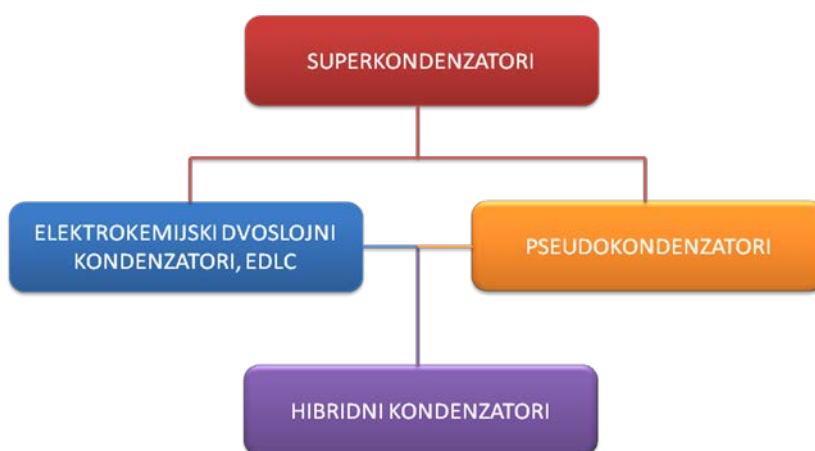 SUPERKONDENZATORI
ELEKTROKEMIJSKI DVOSLOJNI
KONDENZATORI, EDLC
PSEUDOKONDENZATORI
HIBRIDNI KONDENZATORI